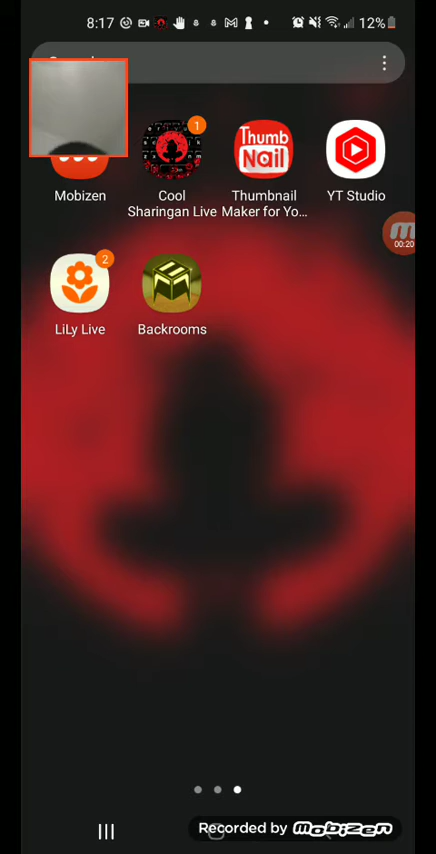 8:17
12%
1
Thumb
Nail
Mobizen
Cool
Sharingan Live
Thumbnail
Maker for Yo...
YT Studio
00:20
2
LiLy Live
Backrooms
Recorded by Mobizen